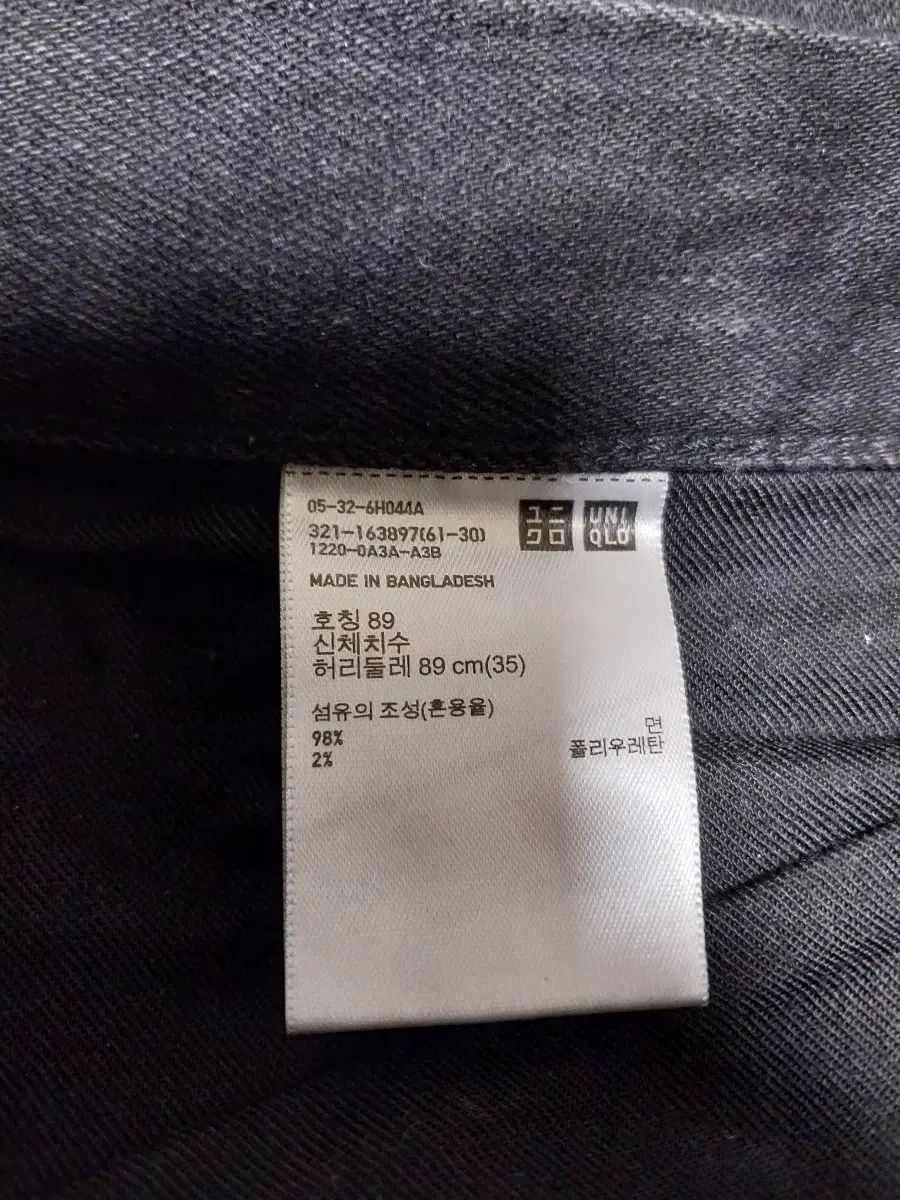 05-32-6H044A
321-163897(61-30)
1220-0A3A-A3B
ユニ
クロ
UNI
QLO
MADE IN BANGLADESH
호칭 89
신체치수
허리둘레 89 cm(35)
섬유의 조성(혼용율)
98% 면
2% 폴리우레탄